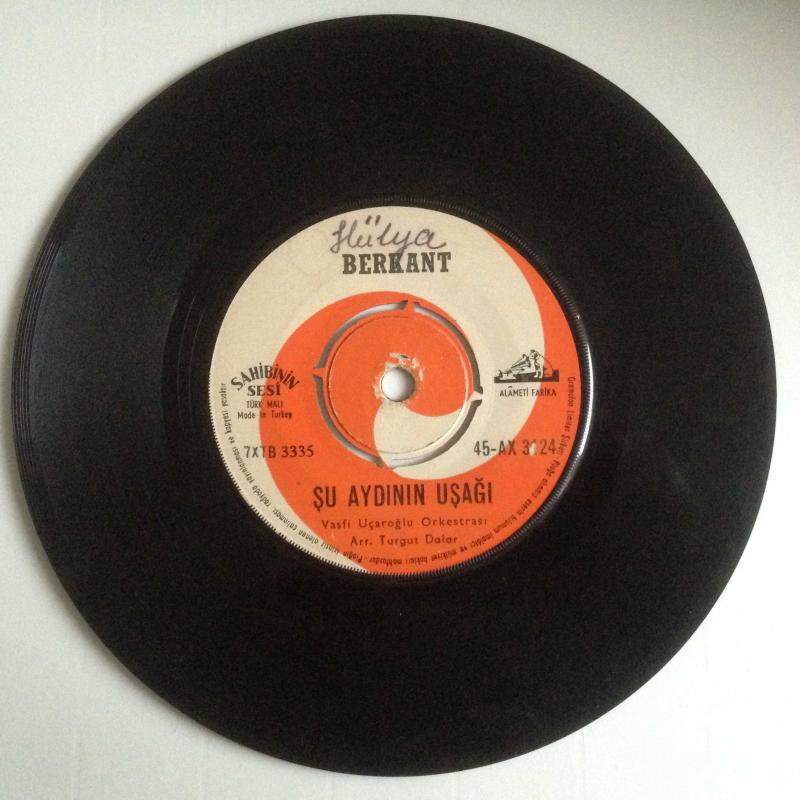 Hülya
BERKANT
SAHİBİNİN
SESİ
TÜRK MALI
Made in Turkey
ALÂMETİ FARİKA
7XTB 3335
45-AX 3124
ŞU AYDININ UŞAĞI
Vasfi Uçaroğlu Orkestrası
Arr. Turgut Dalar